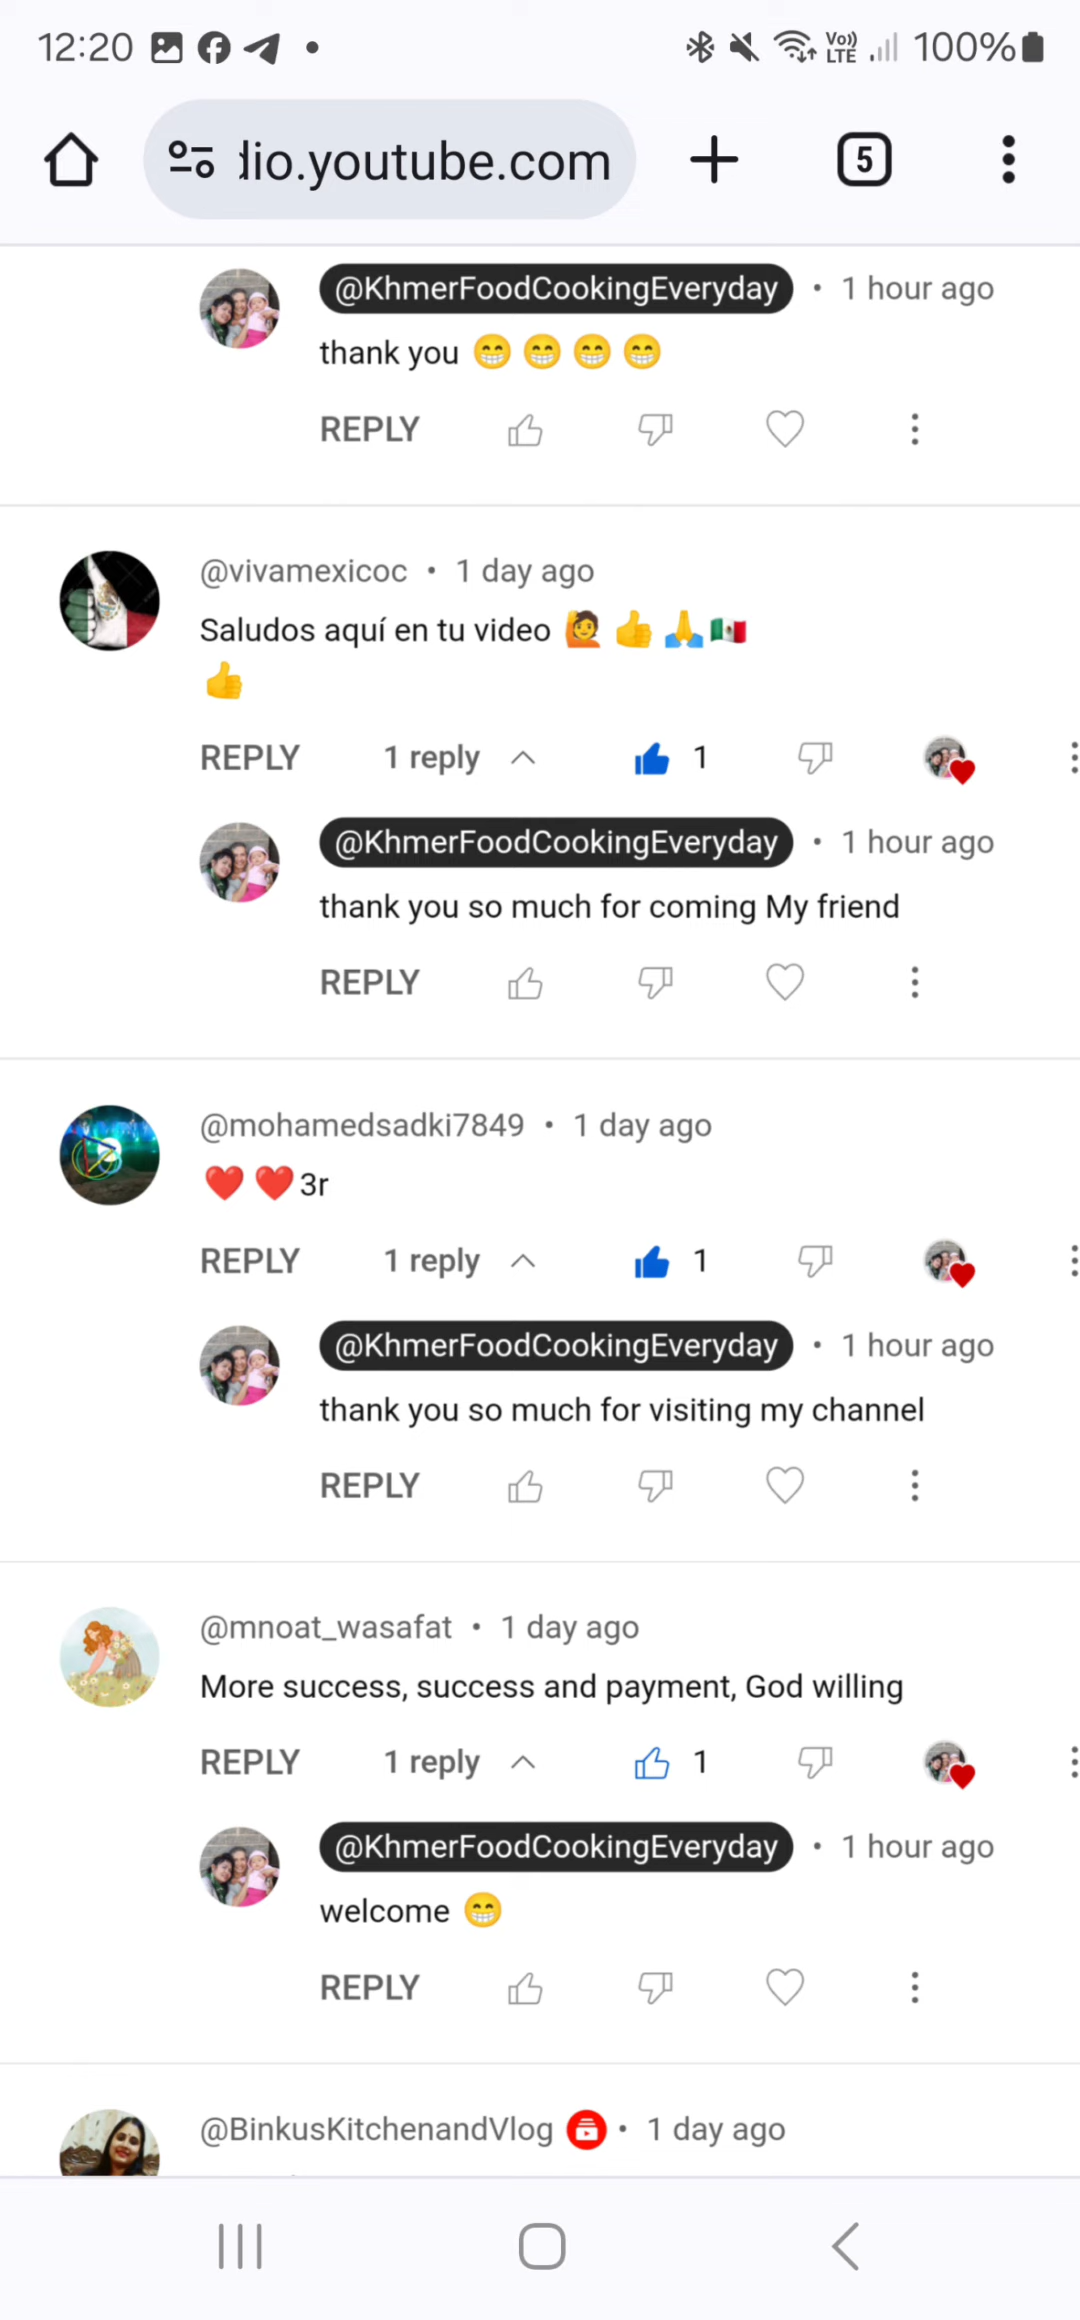 12:20 Vo)) LTE 100%
dio.youtube.com 5
@KhmerFoodCookingEveryday • 1 hour ago
thank you 😁😁😁😁
REPLY
@vivamexicoc • 1 day ago
Saludos aquí en tu video 🙋👍🙏🇲🇽
👍
REPLY 1 reply 1
@KhmerFoodCookingEveryday • 1 hour ago
thank you so much for coming My friend
REPLY
@mohamedsadki7849 • 1 day ago
❤️❤️3r
REPLY 1 reply 1
@KhmerFoodCookingEveryday • 1 hour ago
thank you so much for visiting my channel
REPLY
@mnoat_wasafat • 1 day ago
More success, success and payment, God willing
REPLY 1 reply 1
@KhmerFoodCookingEveryday • 1 hour ago
welcome 😁
REPLY
@BinkusKitchenandVlog • 1 day ago